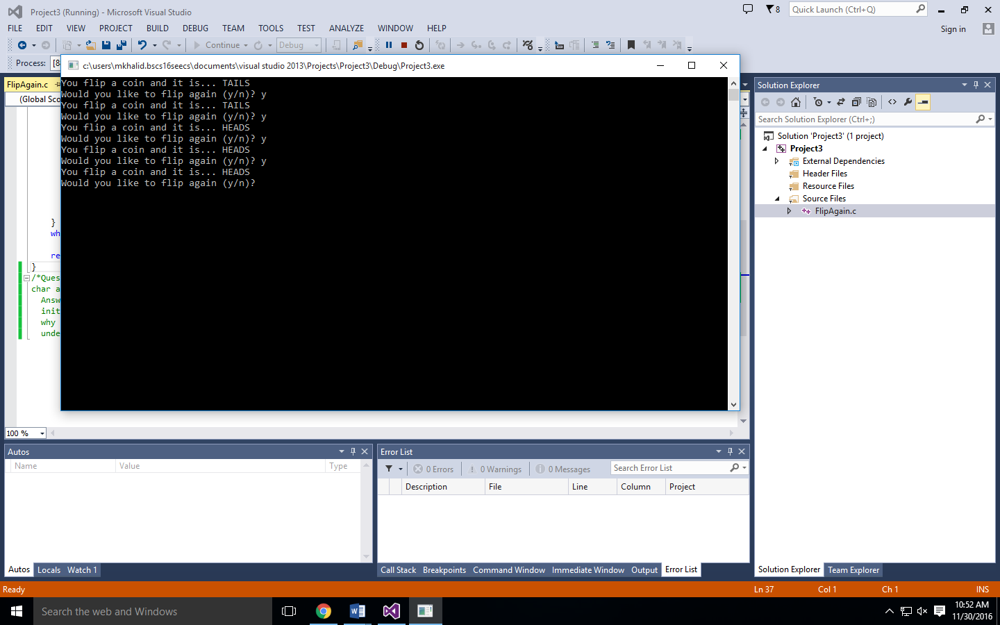 Project3 (Running) - Microsoft Visual Studio
8
Quick Launch (Ctrl+Q)
FILE EDIT VIEW PROJECT BUILD DEBUG TEAM TOOLS TEST ANALYZE WINDOW HELP
Sign in
Continue
Debug
Process:
[8
c:\users\mkhalid.bscs16seecs\documents\visual studio 2013\Projects\Project3\Debug\Project3.exe
You flip a coin and it is... TAILS
Would you like to flip again (y/n)? y
You flip a coin and it is... TAILS
Would you like to flip again (y/n)? y
You flip a coin and it is... HEADS
Would you like to flip again (y/n)? y
You flip a coin and it is... HEADS
Would you like to flip again (y/n)? y
You flip a coin and it is... HEADS
Would you like to flip again (y/n)?
FlipAgain.c
(Global Sco
}
wh
re
}
/*Ques
char a
Answ
init
why
unde
100 %
Solution Explorer
Search Solution Explorer (Ctrl+;)
Solution 'Project3' (1 project)
Project3
External Dependencies
Header Files
Resource Files
Source Files
FlipAgain.c
Autos
Name Value Type
Autos Locals Watch 1
Error List
0 Errors 0 Warnings 0 Messages
Search Error List
Description File Line Column Project
Call Stack Breakpoints Command Window Immediate Window Output Error List
Solution Explorer Team Explorer
Ready
Ln 37 Col 1 Ch 1 INS
Search the web and Windows
10:52 AM
11/30/2016